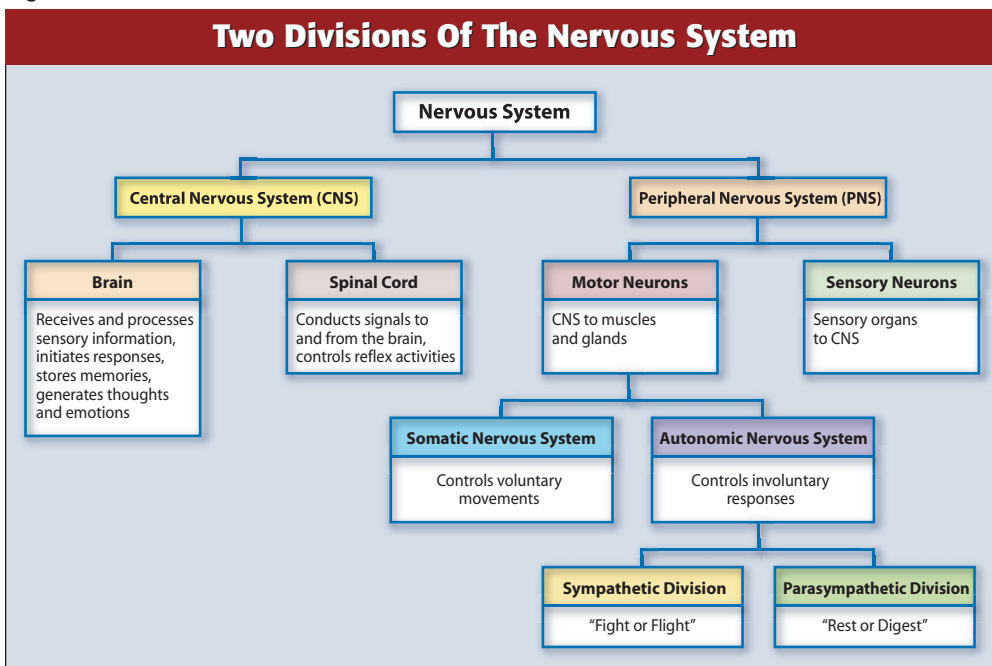 Two Divisions Of The Nervous System
Nervous System
Central Nervous System (CNS)
Peripheral Nervous System (PNS)
Brain
Receives and processes
sensory information,
initiates responses,
stores memories,
generates thoughts
and emotions
Spinal Cord
Conducts signals to
and from the brain,
controls reflex activities
Motor Neurons
CNS to muscles
and glands
Sensory Neurons
Sensory organs
to CNS
Somatic Nervous System
Controls voluntary
movements
Autonomic Nervous System
Controls involuntary
responses
Sympathetic Division
“Fight or Flight”
Parasympathetic Division
“Rest or Digest”